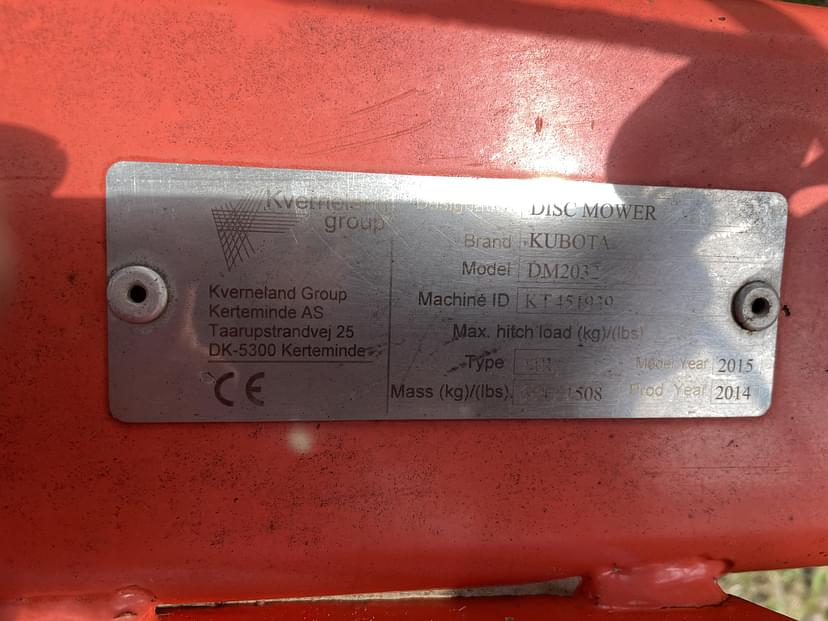 Kverneland
group
Kverneland Group
Kerteminde AS
Taarupstrandvej 25
DK-5300 Kerteminde
CE
DISC MOWER
Brand KUBOTA
Model DM2032
Machine ID KT451939
Max. hitch load (kg)/(lbs)
Type Model Year 2015
Mass (kg)/(lbs) 1508 Prod Year 2014